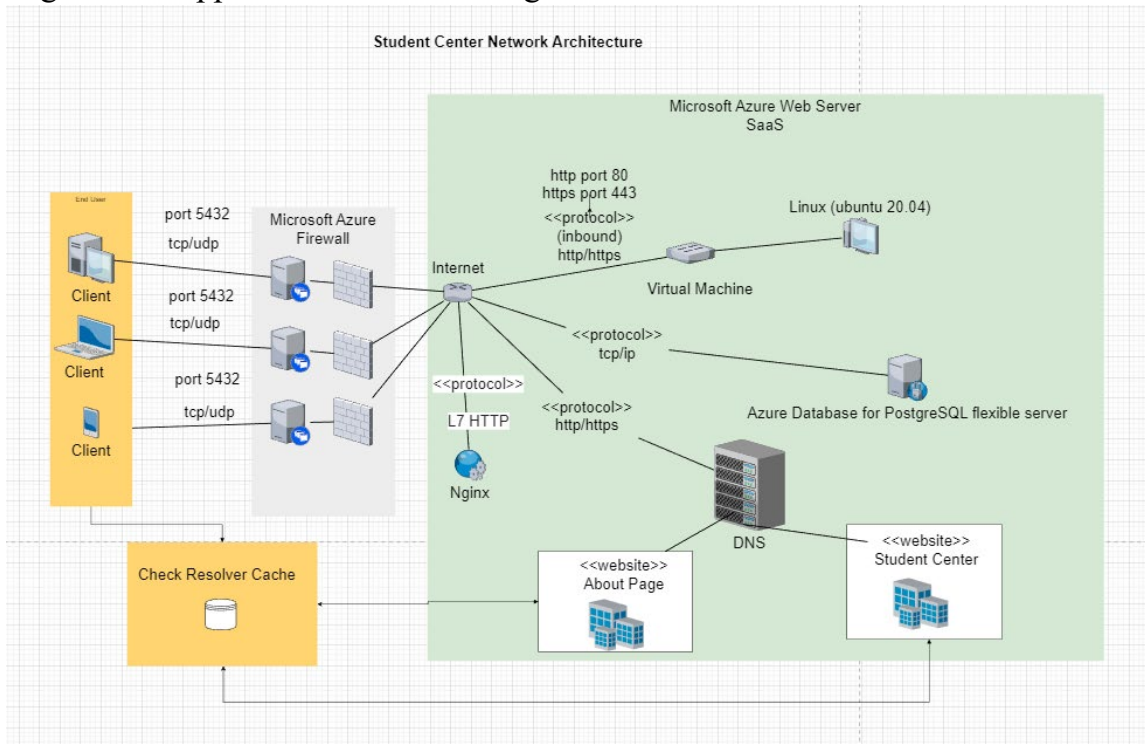 Student Center Network Architecture
Microsoft Azure Web Server
SaaS
http port 80
https port 443
<<protocol>>
(inbound)
http/https
Linux (ubuntu 20.04)
End User
port 5432
tcp/udp
Microsoft Azure
Firewall
Internet
Client
Virtual Machine
port 5432
tcp/udp
<<protocol>>
tcp/ip
Client
port 5432
<<protocol>>
tcp/udp
<<protocol>>
http/https
Azure Database for PostgreSQL flexible server
L7 HTTP
Client
Nginx
DNS
<<website>>
Student Center
<<website>>
About Page
Check Resolver Cache